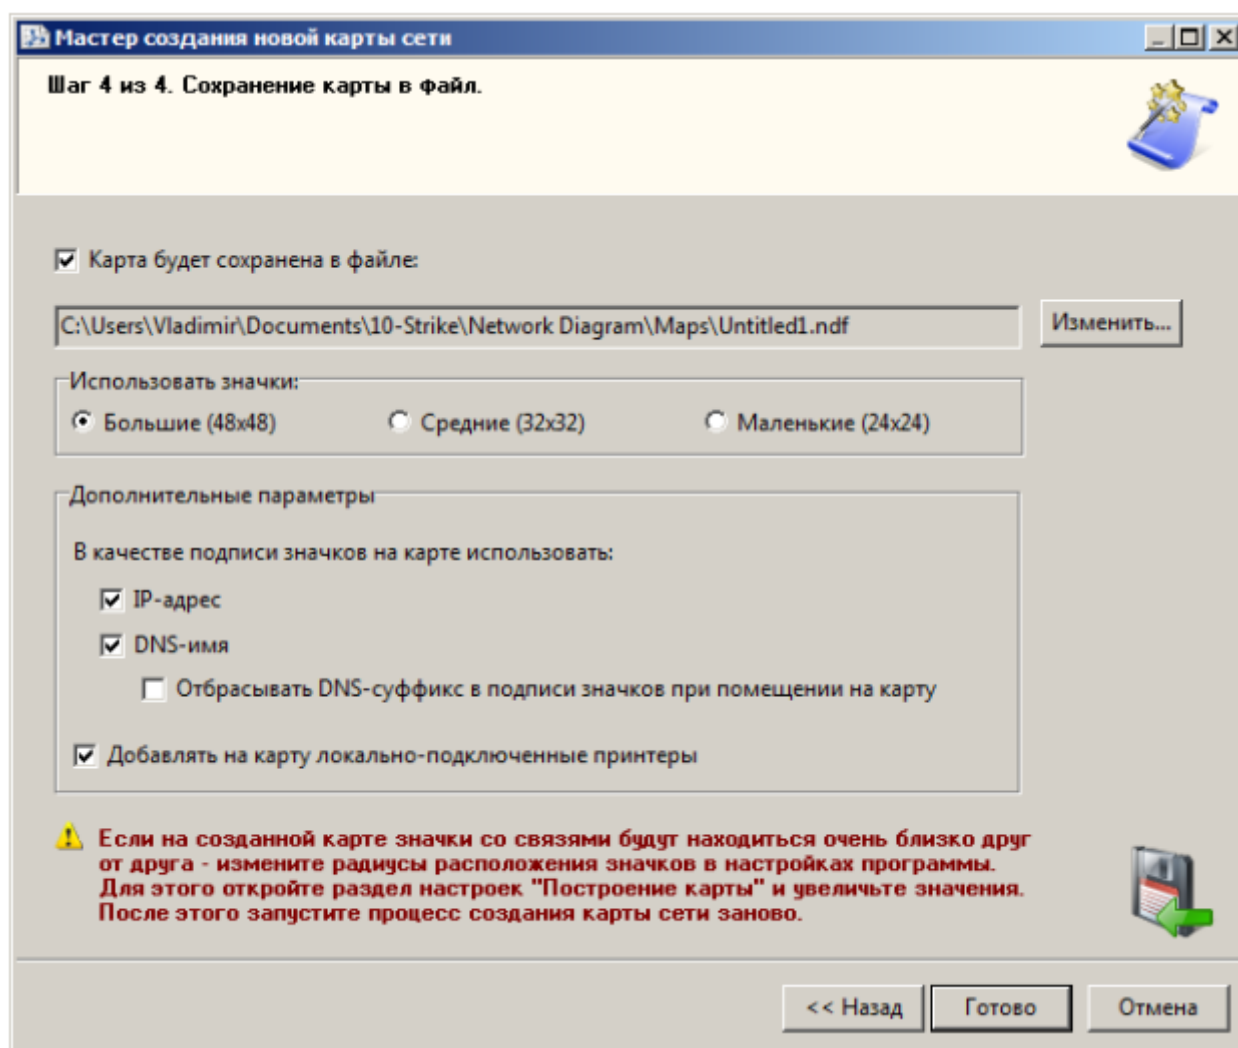 Мастер создания новой карты сети
Шаг 4 из 4. Сохранение карты в файл.
Карта будет сохранена в файле:
C:\Users\Vladimir\Documents\10-Strike\Network Diagram\Maps\Untitled1.ndf
Изменить...
Использовать значки:
Большие (48x48) Средние (32x32) Маленькие (24x24)
Дополнительные параметры
В качестве подписи значков на карте использовать:
IP-адрес
DNS-имя
Отбрасывать DNS-суффикс в подписи значков при помещении на карту
Добавлять на карту локально-подключенные принтеры
Если на созданной карте значки со связями будут находиться очень близко друг
от друга - измените радиусы расположения значков в настройках программы.
Для этого откройте раздел настроек "Построение карты" и увеличьте значения.
После этого запустите процесс создания карты сети заново.
<< Назад Готово Отмена